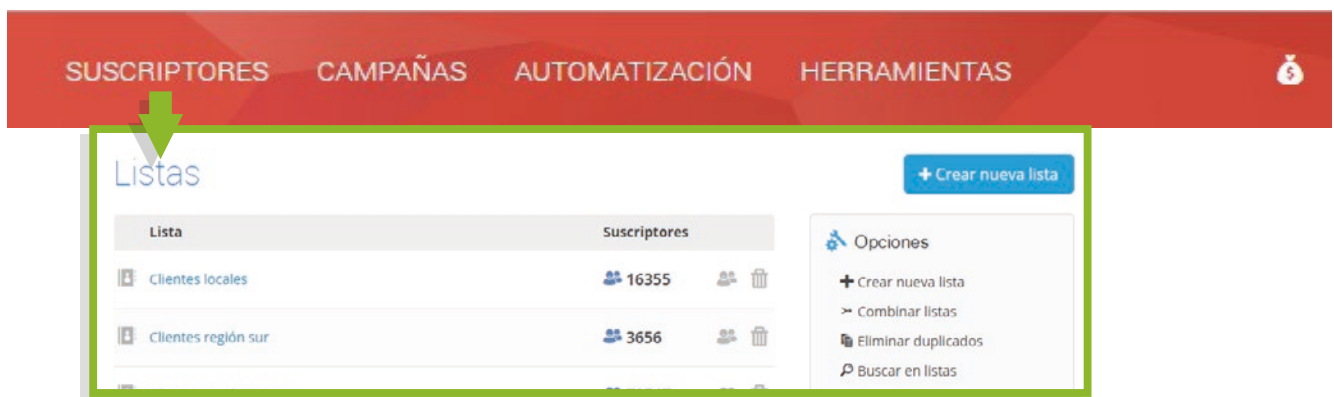 SUSCRIPTORES CAMPAÑAS AUTOMATIZACIÓN HERRAMIENTAS
Listas
+ Crear nueva lista
Lista Suscriptores
Clientes locales 16355
Clientes región sur 3656
Opciones
Crear nueva lista
Combinar listas
Eliminar duplicados
Buscar en listas